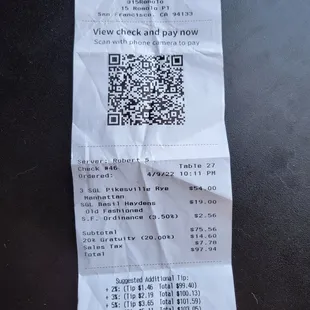 15 Romolo Pl
San Francisco, CA 94133
View check and pay now
Scan with phone camera to pay
Server: Hubert S
Check #46 Table 27
Ordered: 4/9/22 10:11 PM
3 SGL Pikesville Rye $54.00
Manhattan
SGL Basil Haydens $19.00
Old Fashioned
S.F. Ordinance (3.50%) $2.56
Subtotal $75.56
20% Gratuity (20.00%) $14.60
Sales Tax $7.78
Total $97.94
Suggested Additional Tip:
+ 2%: (Tip $1.46 Total $99.40)
+ 3%: (Tip $2.19 Total $100.13)
+ 5%: (Tip $3.65 Total $101.59)